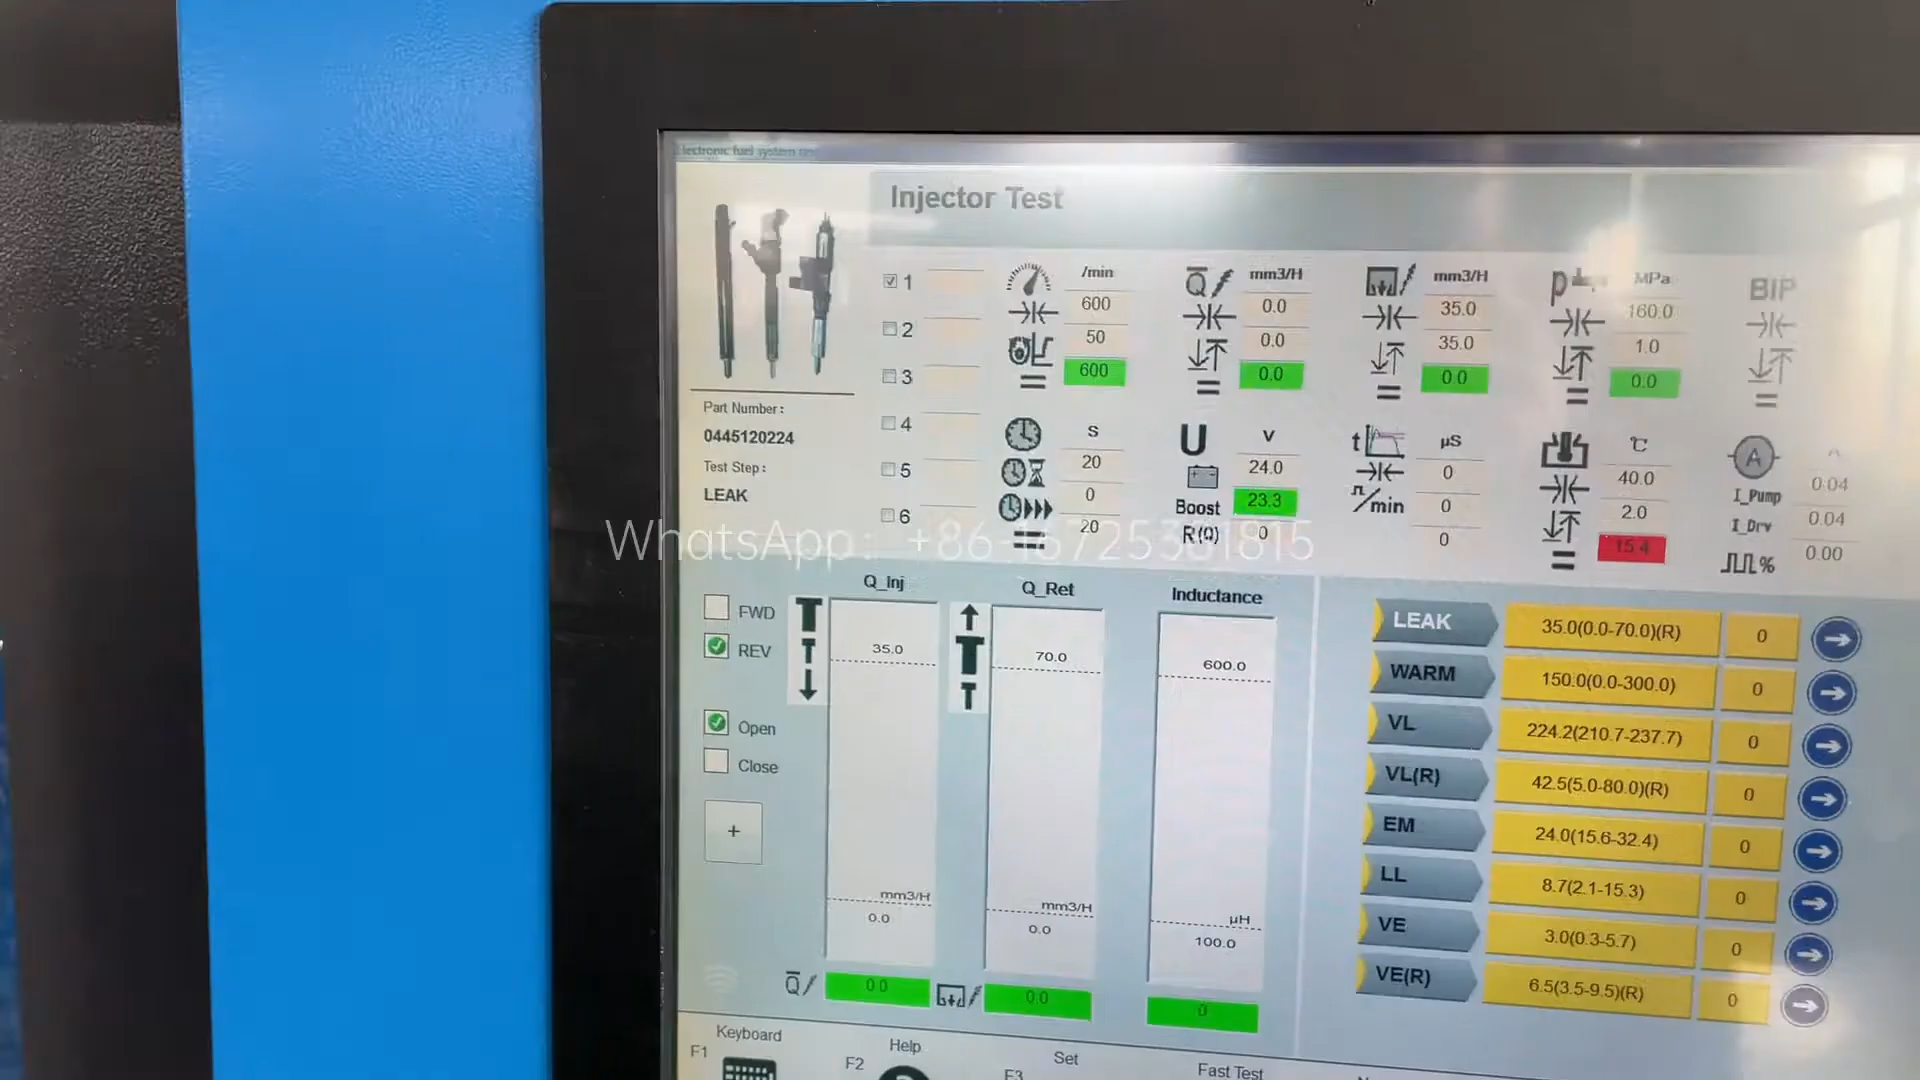 Electronic fuel system
Injector Test
1
2
3
4
5
6
/min
600
50
600
mm3/H
0.0
0.0
0.0
mm3/H
35.0
35.0
0.0
P
MPa
160.0
1.0
0.0
BIP
Part Number:
0445120224
Test Step:
LEAK
S
20
0
20
U
V
24.0
Boost
23.3
R(Ω)
0
t
µS
0
/min
0
0
℃
40.0
2.0
15.4
A
I_Pump
0.04
I_Drv
0.04
%
0.00
WhatsApp: +86-16725381815
FWD
REV
Open
Close
+
Q_Inj
35.0
mm3/H
0.0
0.0
Q_Ret
70.0
mm3/H
0.0
0.0
Inductance
600.0
µH
100.0
0
LEAK 35.0(0.0-70.0)(R) 0
WARM 150.0(0.0-300.0) 0
VL 224.2(210.7-237.7) 0
VL(R) 42.5(5.0-80.0)(R) 0
EM 24.0(15.6-32.4) 0
LL 8.7(2.1-15.3) 0
VE 3.0(0.3-5.7) 0
VE(R) 6.5(3.5-9.5)(R) 0
Keyboard
F1
Help
F2
Set
F3
Fast Test